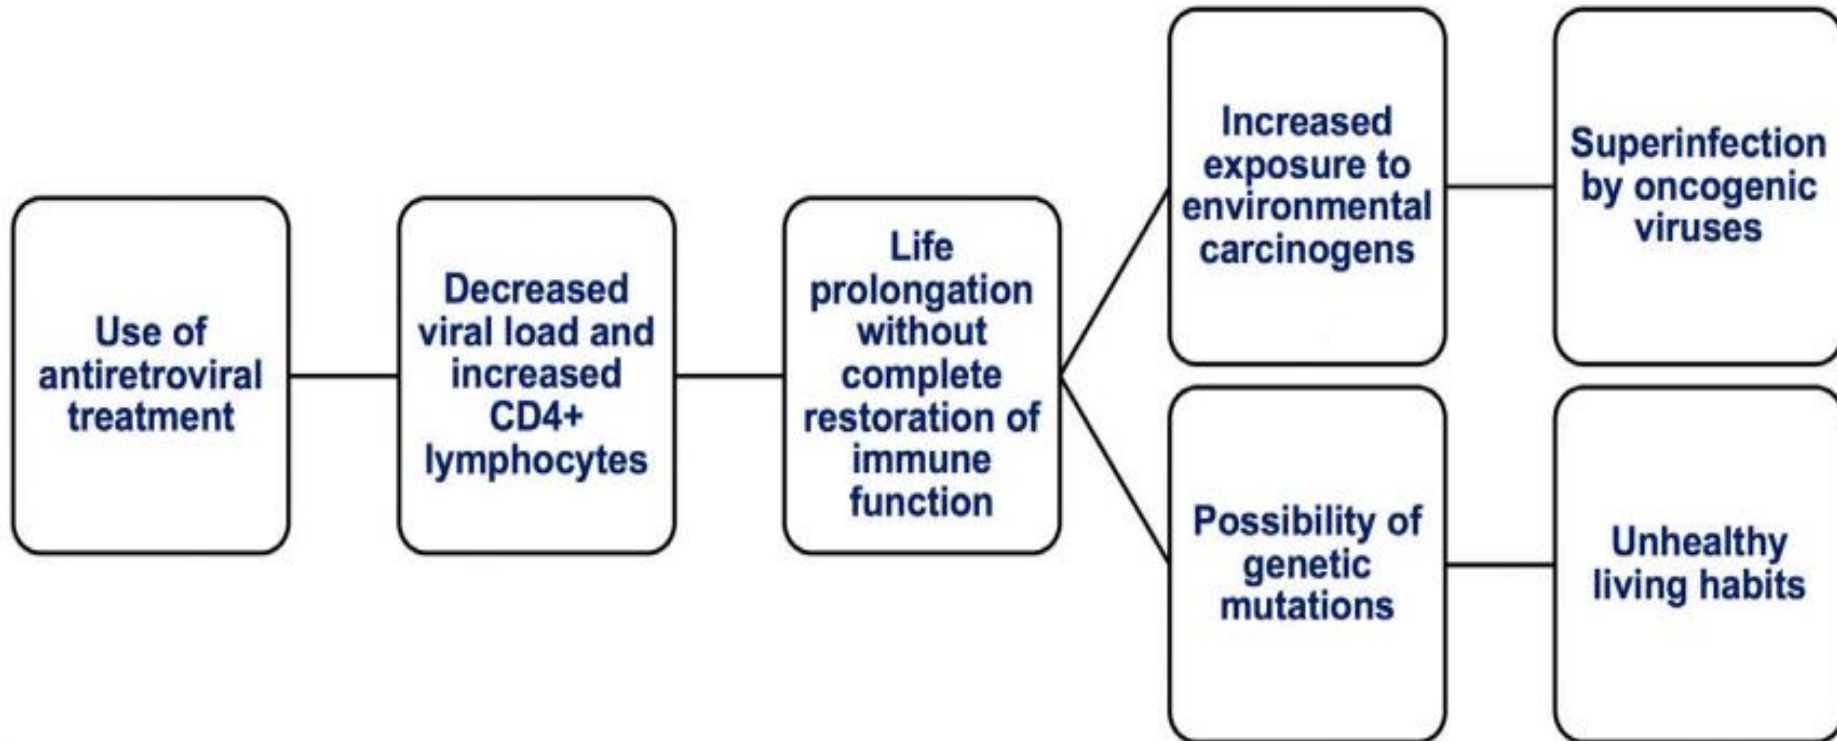 Use of
antiretroviral
treatment
Decreased
viral load and
increased
CD4+
lymphocytes
Life
prolongation
without
complete
restoration of
immune
function
Increased
exposure to
environmental
carcinogens
Superinfection
by oncogenic
viruses
Possibility of
genetic
mutations
Unhealthy
living habits